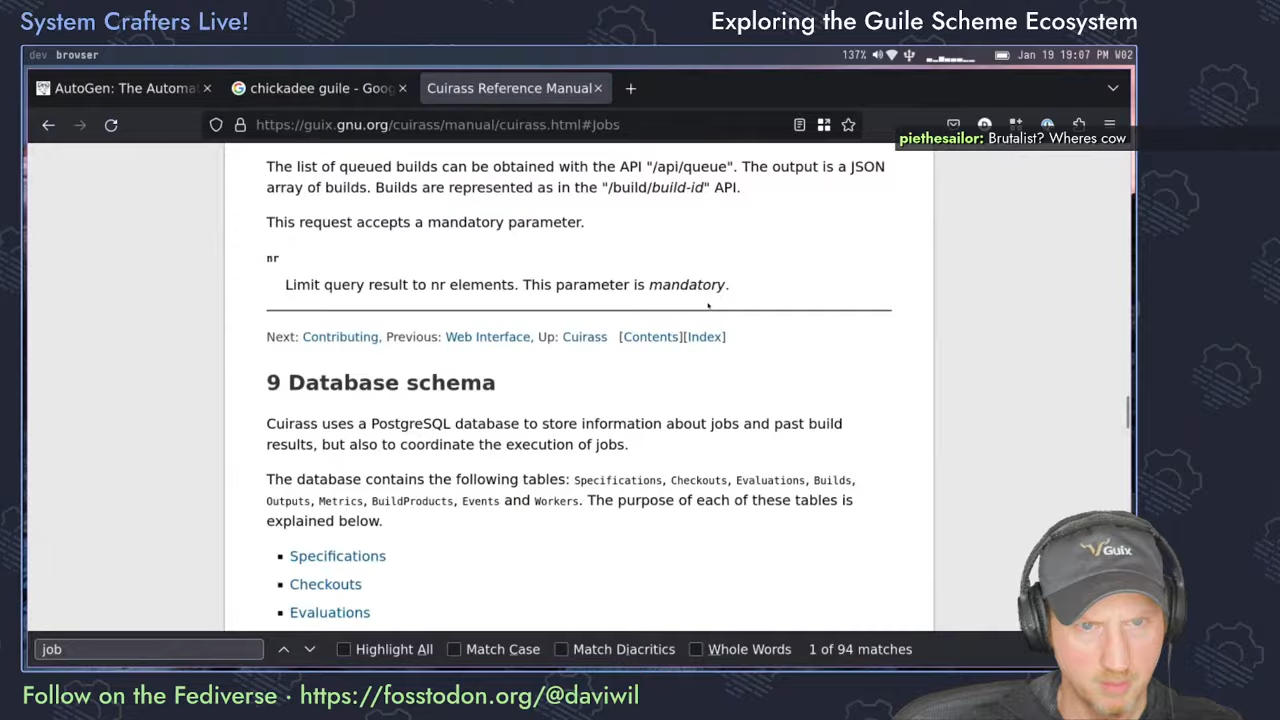 System Crafters Live!
Exploring the Guile Scheme Ecosystem
dev browser
137%
Jan 19 19:07 W02
AutoGen: The Automa
chickadee guile - Goog
Cuirass Reference Manual
https://guix.gnu.org/cuirass/manual/cuirass.html#Jobs
piethesailor: Brutalist? Wheres cow
The list of queued builds can be obtained with the API "/api/queue". The output is a JSON
array of builds. Builds are represented as in the "/build/build-id" API.
This request accepts a mandatory parameter.
nr
Limit query result to nr elements. This parameter is mandatory.
Next: Contributing, Previous: Web Interface, Up: Cuirass [Contents][Index]
9 Database schema
Cuirass uses a PostgreSQL database to store information about jobs and past build
results, but also to coordinate the execution of jobs.
The database contains the following tables: Specifications, Checkouts, Evaluations, Builds,
Outputs, Metrics, BuildProducts, Events and Workers. The purpose of each of these tables is
explained below.
▪ Specifications
▪ Checkouts
▪ Evaluations
Guix
job
Highlight All
Match Case
Match Diacritics
Whole Words
1 of 94 matches
Follow on the Fediverse · https://fosstodon.org/@daviwil